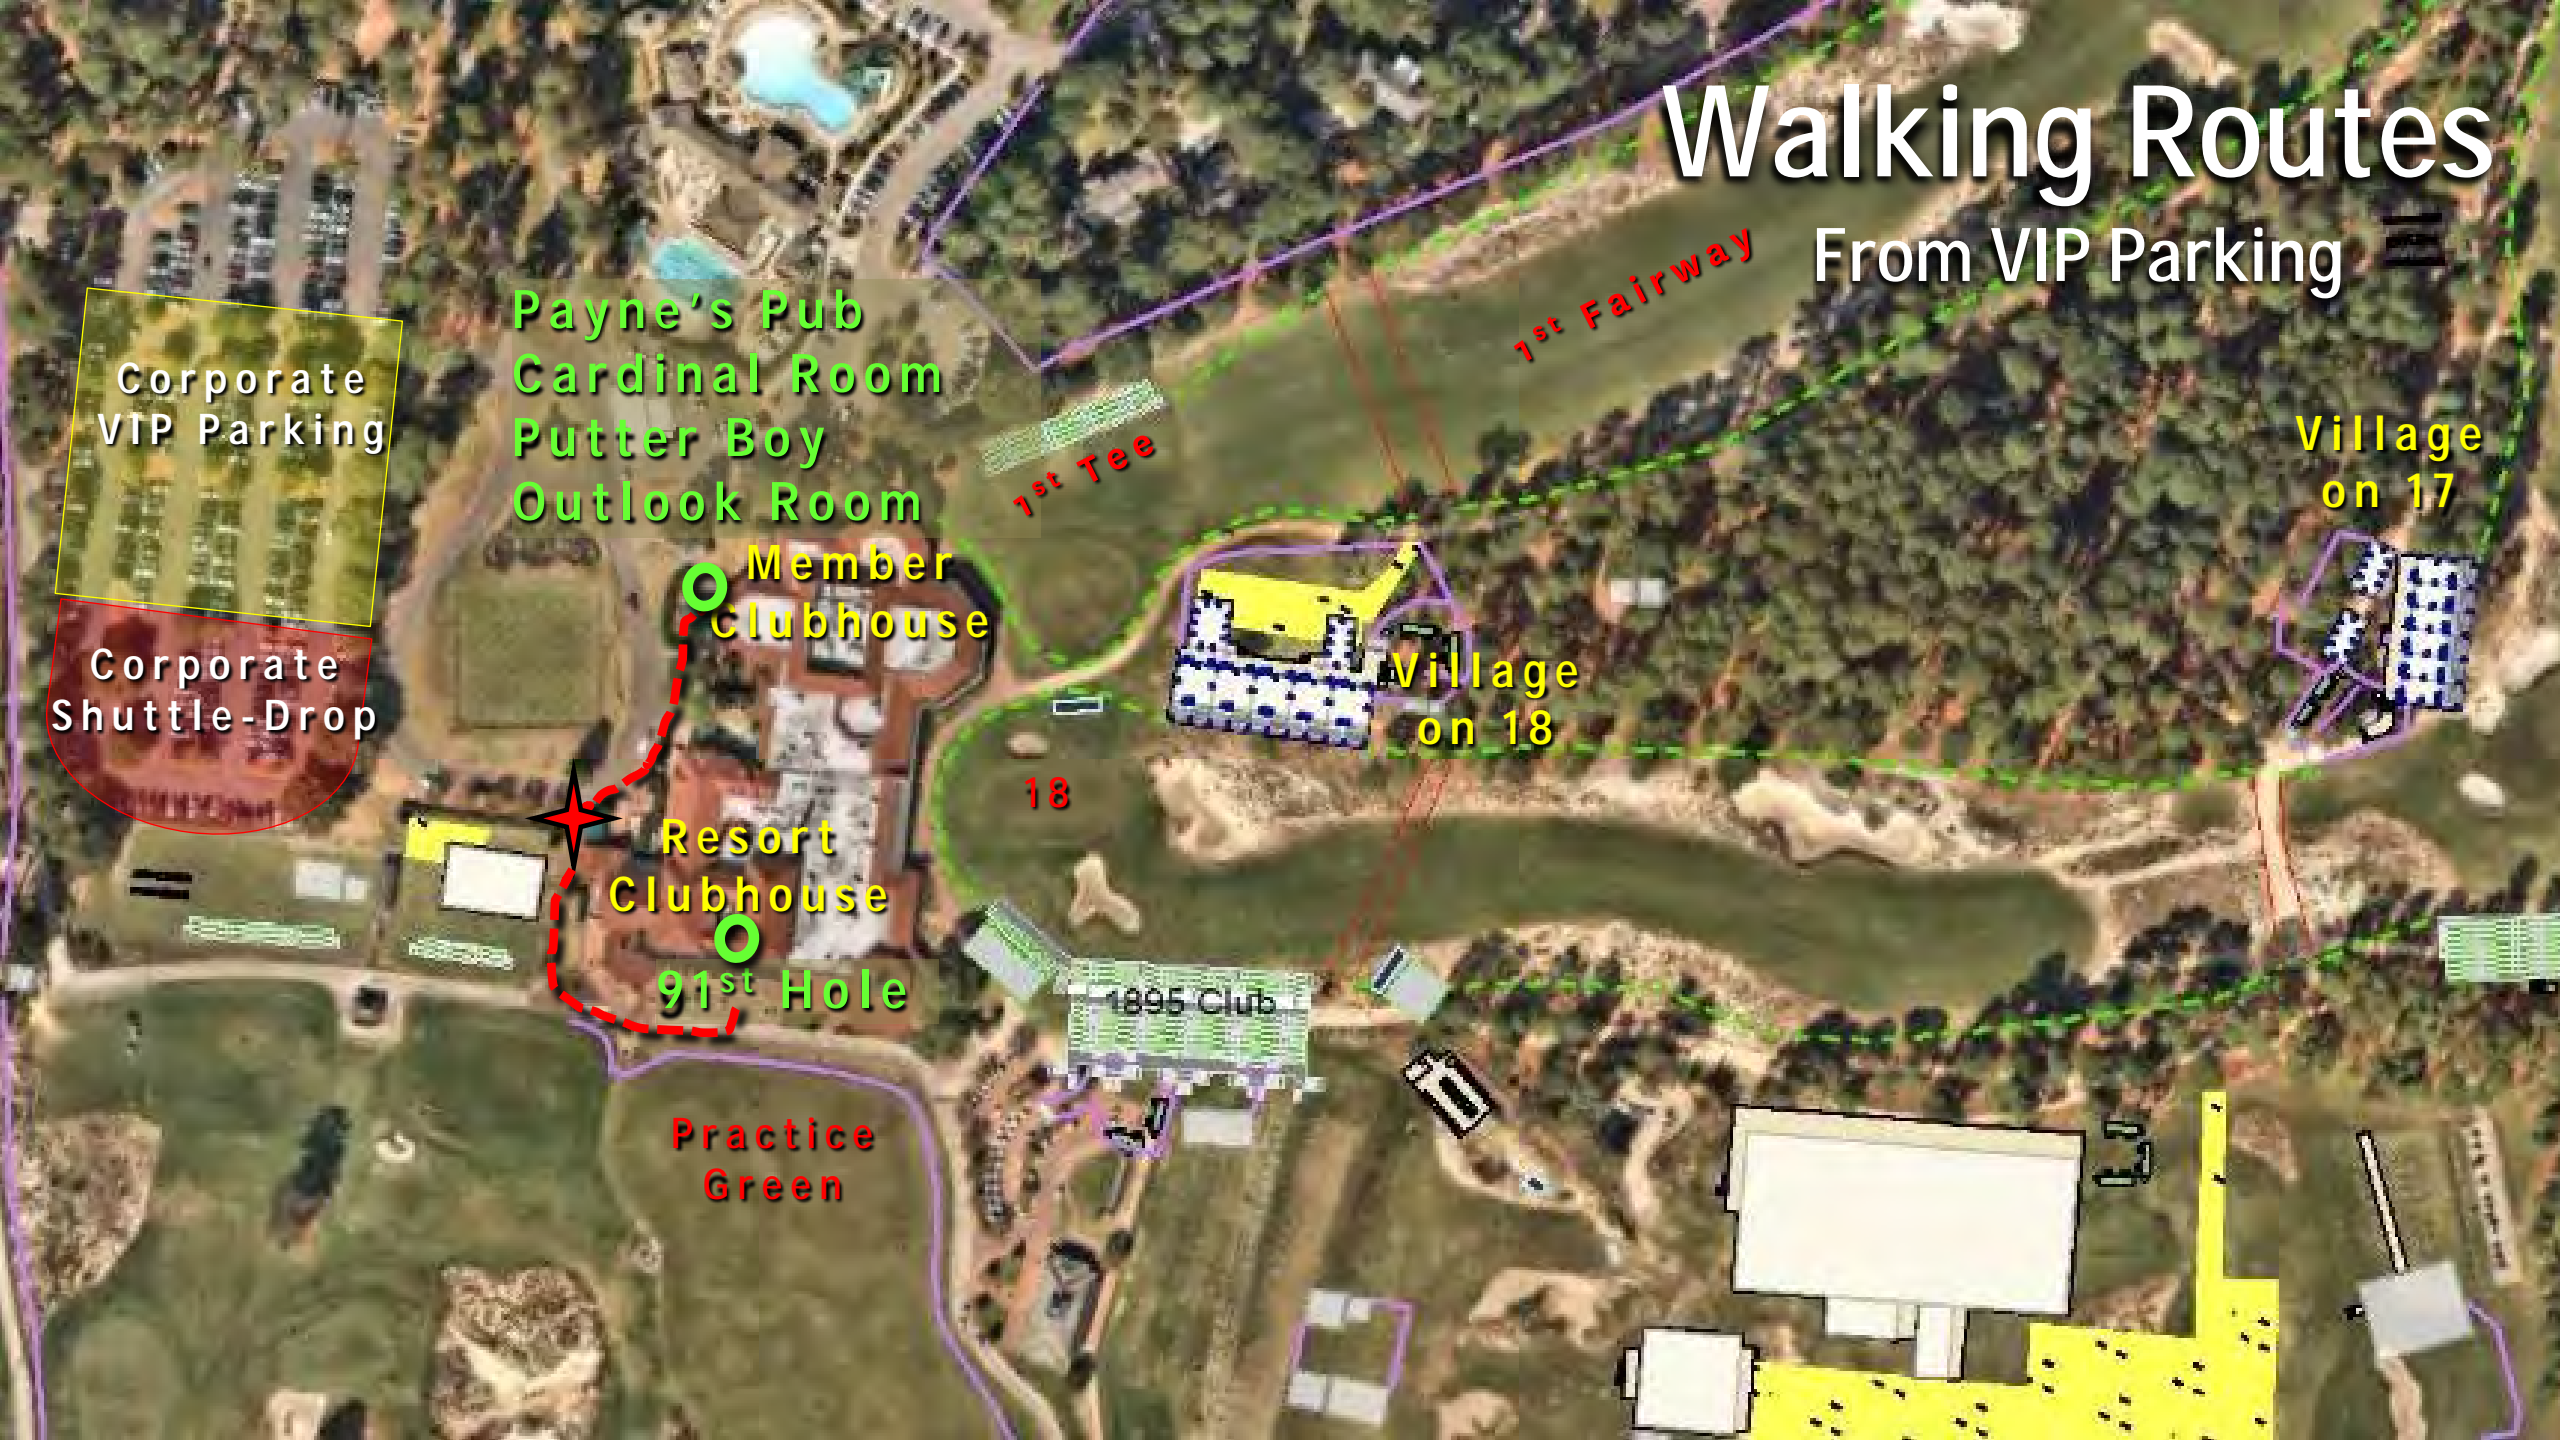 Walking Routes
From VIP Parking
Payne's Pub
Cardinal Room
Putter Boy
Outlook Room
Corporate
VIP Parking
Corporate
Shuttle-Drop
Member
Clubhouse
Resort
Clubhouse
91st Hole
1st Tee
1st Fairway
18
Village
on 18
Village
on 17
1895 Club
Practice
Green